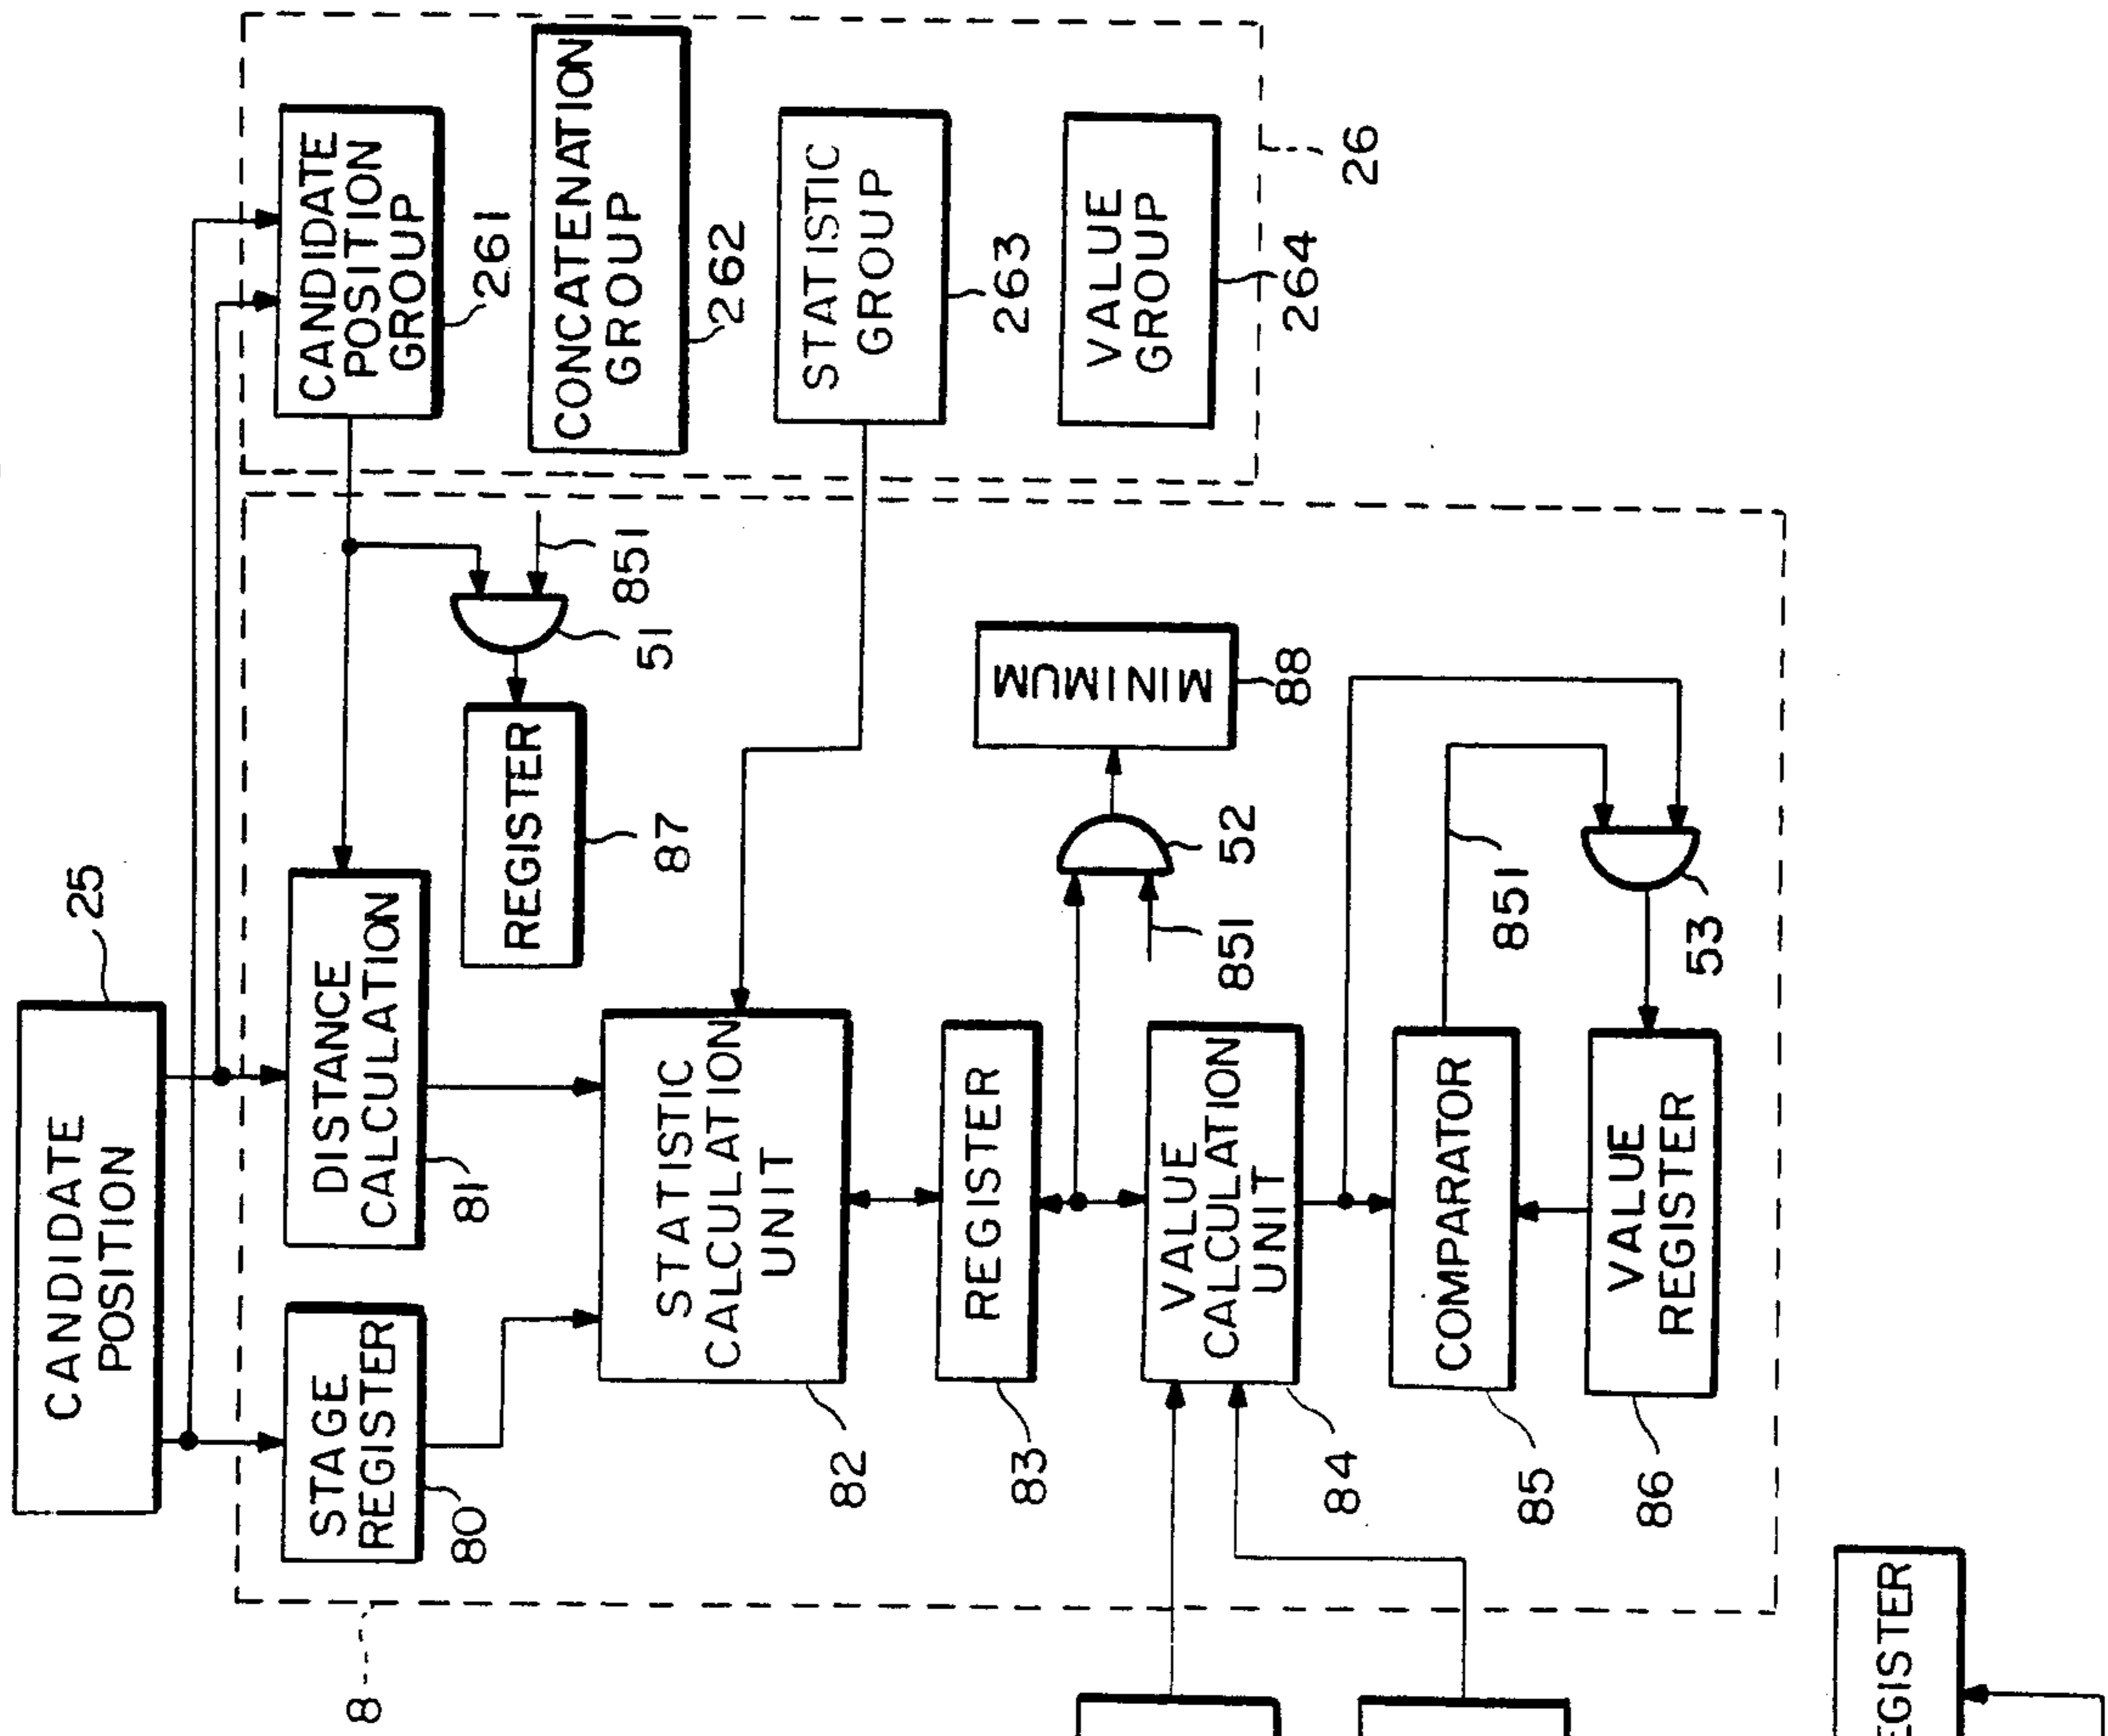 CANDIDATE
POSITION
25
STAGE
REGISTER
80
DISTANCE
CALCULATION
81
CANDIDATE
POSITION
GROUP
261
CONCATENATION
GROUP
262
STATISTIC
GROUP
263
VALUE
GROUP
264
26
851
51
REGISTER
87
STATISTIC
CALCULATION
UNIT
82
REGISTER
83
MINIMUM
88
52
851
VALUE
CALCULATION
UNIT
84
COMPARATOR
85
851
53
VALUE
REGISTER
86
8
EGISTER